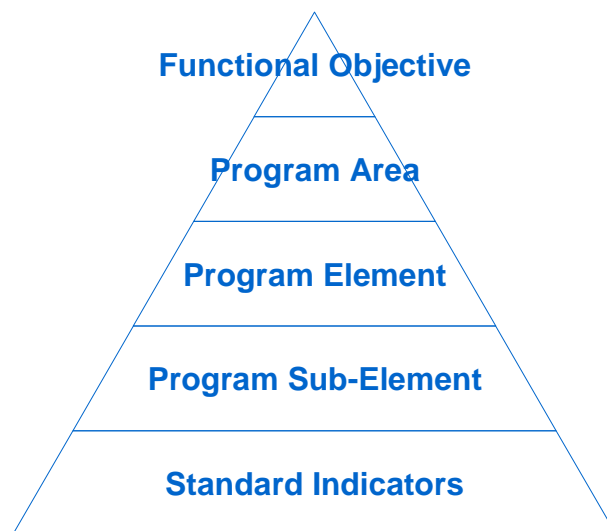 Functional Objective
Program Area
Program Element
Program Sub-Element
Standard Indicators